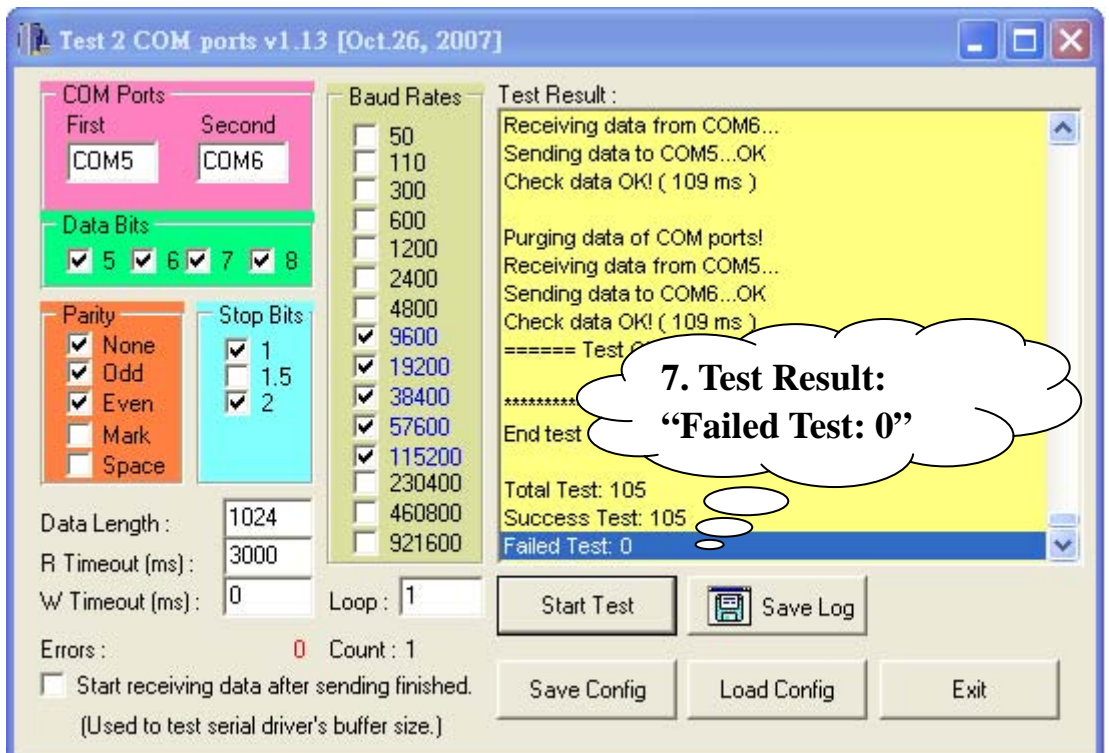 Test 2 COM ports v1.13 [Oct.26, 2007]
COM Ports
First Second
COM5 COM6
Data Bits
5 6 7 8
Parity
None
Odd
Even
Mark
Space
Stop Bits
1
1.5
2
Baud Rates
50
110
300
600
1200
2400
4800
9600
19200
38400
57600
115200
230400
460800
921600
Data Length : 1024
R Timeout (ms) : 3000
W Timeout (ms) : 0
Loop : 1
Errors : 0 Count : 1
Start receiving data after sending finished.
(Used to test serial driver's buffer size.)
Test Result :
Receiving data from COM6...
Sending data to COM5...OK
Check data OK! ( 109 ms )
Purging data of COM ports!
Receiving data from COM5...
Sending data to COM6...OK
Check data OK! ( 109 ms )
====== Test
**********
End test
Total Test: 105
Success Test: 105
Failed Test: 0
7. Test Result:
“Failed Test: 0”
Start Test Save Log
Save Config Load Config Exit